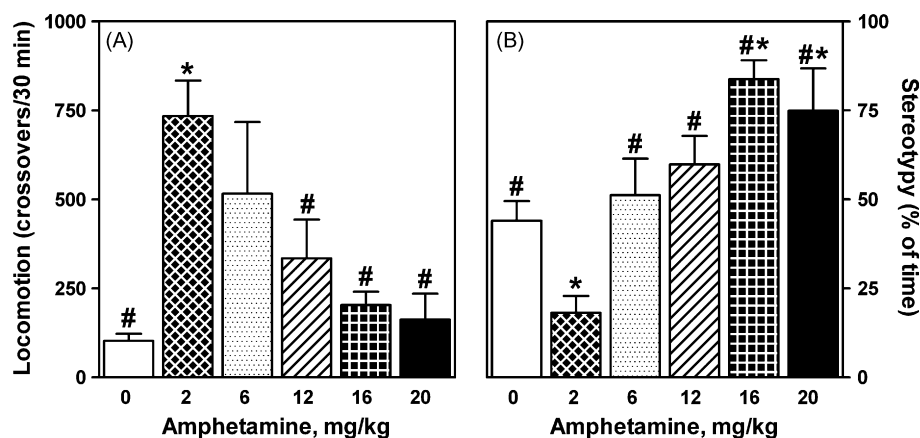 Locomotion (crossovers/30 min)
1000
750
500
250
0
(A)
#
*
#
#
#
0 2 6 12 16 20
Amphetamine, mg/kg
(B)
#
*
#
#
#*
#*
0 2 6 12 16 20
Amphetamine, mg/kg
100
75
50
25
0
Stereotypy (% of time)